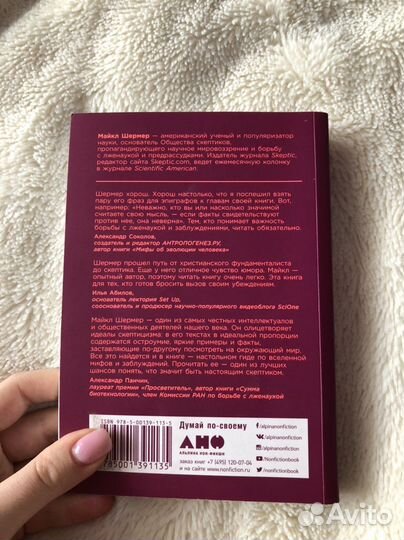 Майкл Шермер — американский ученый и популяризатор
науки, основатель Общества скептиков,
пропагандирующего научное мировоззрение и борьбу
с лженаукой и предрассудками. Издатель журнала Skeptic,
редактор сайта Skeptic.com, ведет ежемесячную колонку
в журнале Scientific American.
Шермер хорош. Хорош настолько, что я поспешил взять
пару его фраз для эпиграфов к главам своей книги. Вот,
например: «Неважно, кто вы или насколько значимой
считаете свою мысль, — если факты свидетельствуют
против нее, она неверна». Тем, кто понимает важность
борьбы с лженаукой и заблуждениями, читать обязательно.
Александр Соколов,
создатель и редактор АНТРОПОГЕНЕЗ.РУ,
автор книги «Мифы об эволюции человека»
Шермер прошел путь от христианского фундаменталиста
до скептика. Еще у него отличное чувство юмора. Майкл —
опытный автор, поэтому читать книгу очень легко. Эта книга
для тех, кто готов бросить вызов своим убеждениям.
Илья Абилов,
основатель лектория Set Up,
сооснователь и продюсер научно-популярного видеоблога SciOne
Майкл Шермер — один из самых честных интеллектуалов
и общественных деятелей нашего века. Он олицетворяет
идеалы скептицизма: в его текстах в идеальной пропорции
содержатся остроумие, яркие примеры и факты,
заставляющие по-другому посмотреть на окружающий мир.
Все это найдется и в книге — настольном гиде по вселенной
мифов и заблуждений. Прочитать ее — один из лучших
шансов понять, что значит быть настоящим скептиком.
Александр Панчин,
лауреат премии «Просветитель», автор книги «Сумма
биотехнологии», член Комиссии РАН по борьбе с лженаукой
ISBN 978-5-00139-113-5
785001391135
Думай по-своему
АНФ
АЛЬПИНА НОН-ФИКШН
заказ книг +7 (495) 120-07-04
и на сайте www.nonfiction.ru
/alpinanonfiction
/alpinanonfiction
/alpinanonfiction
/Nonfictionbook
/nonfictionbook
Avito